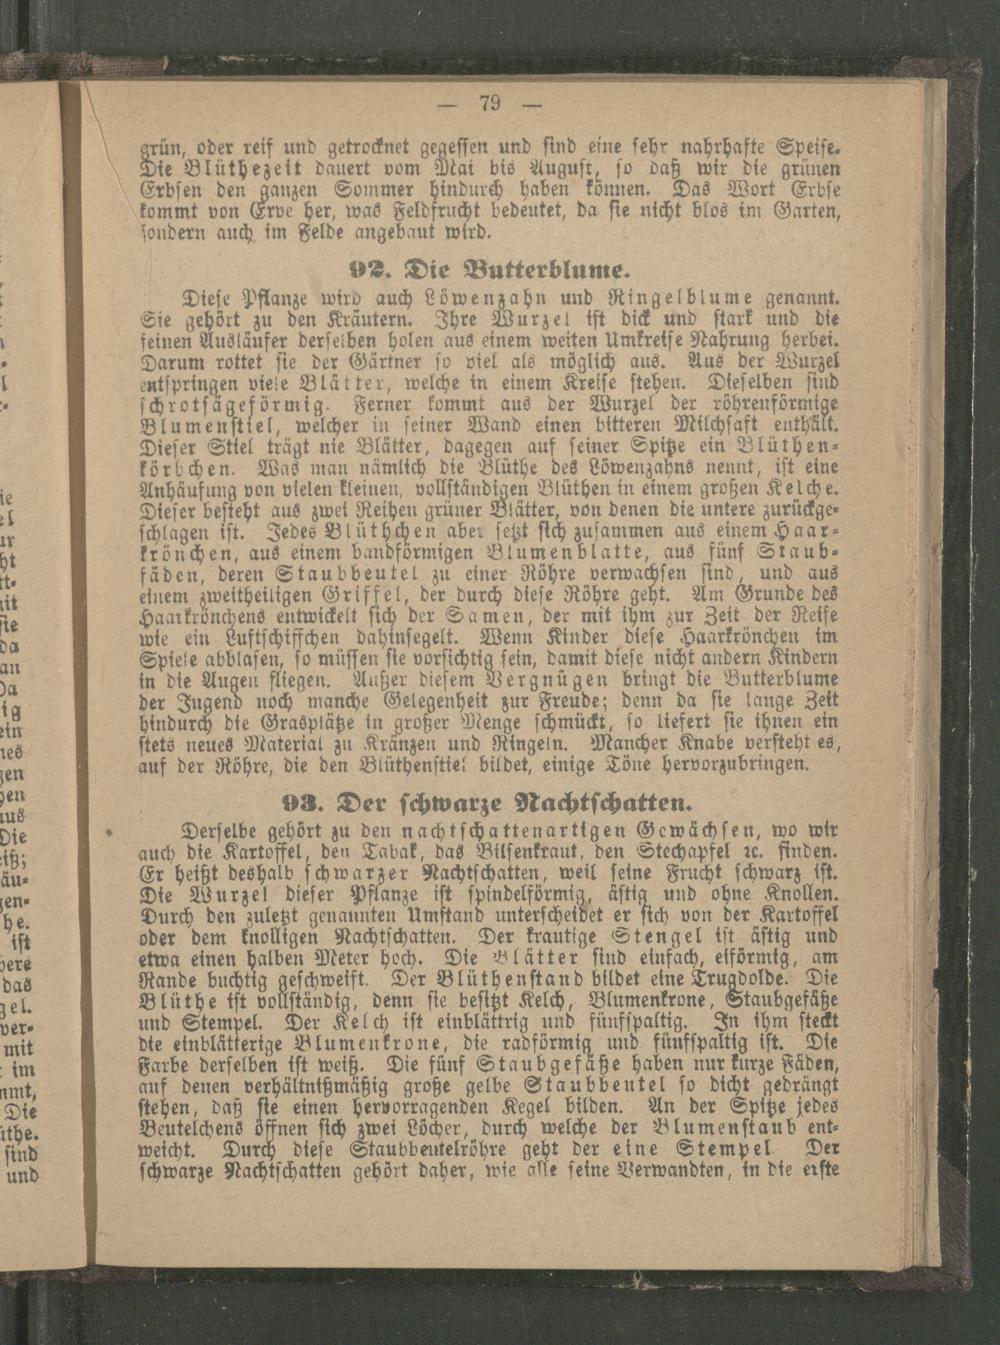 — 79 —
grün, oder reif und getrocknet gegessen und sind eine sehr nahrhafte Speise.
Die Blüthezeit dauert vom Mai bis August, so daß wir die grünen
Erbsen den ganzen Sommer hindurch haben können. Das Wort Erbse
kommt von Erve her, was Feldfrucht bedeutet, da sie nicht blos im Garten,
sondern auch im Felde angebaut wird.
92. Die Butterblume.
Diese Pflanze wird auch Löwenzahn und Ringelblume genannt.
Sie gehört zu den Kräutern. Ihre Wurzel ist dick und stark und die
feinen Ausläufer derselben holen aus einem weiten Umkreise Nahrung herbei.
Darum rottet sie der Gärtner so viel als möglich aus. Aus der Wurzel
entspringen viele Blätter, welche in einem Kreise stehen. Dieselben sind
schrotsägeförmig. Ferner kommt aus der Wurzel der röhrenförmige
Blumenstiel, welcher in seiner Wand einen bitteren Milchsaft enthält.
Dieser Stiel trägt nie Blätter, dagegen auf seiner Spitze ein Blüthen-
körbchen. Was man nämlich die Blüthe des Löwenzahns nennt, ist eine
Anhäufung von vielen kleinen, vollständigen Blüthen in einem großen Kelche.
Dieser besteht aus zwei Reihen grüner Blätter, von denen die untere zurückge-
schlagen ist. Jedes Blüthchen aber setzt sich zusammen aus einem Haar-
krönchen, aus einem bandförmigen Blumenblatte, aus fünf Staub-
fäden, deren Staubbeutel zu einer Röhre verwachsen sind, und aus
einem zweitheiligen Griffel, der durch diese Röhre geht. Am Grunde des
Haarkrönchens entwickelt sich der Samen, der mit ihm zur Zeit der Reife
wie ein Luftschiffchen dahinsegelt. Wenn Kinder diese Haarkrönchen im
Spiele abblasen, so müssen sie vorsichtig sein, damit diese nicht andern Kindern
in die Augen fliegen. Außer diesem Vergnügen bringt die Butterblume
der Jugend noch manche Gelegenheit zur Freude; denn da sie lange Zeit
hindurch die Grasplätze in großer Menge schmückt, so liefert sie ihnen ein
stets neues Material zu Kränzen und Ringeln. Mancher Knabe versteht es,
auf der Röhre, die den Blüthenstiel bildet, einige Töne hervorzubringen.
93. Der schwarze Nachtschatten.
Derselbe gehört zu den nachtschattenartigen Gewächsen, wo wir
auch die Kartoffel, den Tabak, das Bilsenkraut, den Stechapfel ꝛc. finden.
Er heißt deshalb schwarzer Nachtschatten, weil seine Frucht schwarz ist.
Die Wurzel dieser Pflanze ist spindelförmig, ästig und ohne Knollen.
Durch den zuletzt genannten Umstand unterscheidet er sich von der Kartoffel
oder dem knolligen Nachtschatten. Der krautige Stengel ist ästig und
etwa einen halben Meter hoch. Die Blätter sind einfach, eiförmig, am
Rande buchtig geschweift. Der Blüthenstand bildet eine Trugdolde. Die
Blüthe ist vollständig, denn sie besitzt Kelch, Blumenkrone, Staubgefäße
und Stempel. Der Kelch ist einblättrig und fünfspaltig. In ihm steckt
die einblätterige Blumenkrone, die radförmig und fünfspaltig ist. Die
Farbe derselben ist weiß. Die fünf Staubgefäße haben nur kurze Fäden,
auf denen verhältnißmäßig große gelbe Staubbeutel so dicht gedrängt
stehen, daß sie einen hervorragenden Kegel bilden. An der Spitze jedes
Beutelchens öffnen sich zwei Löcher, durch welche der Blumenstaub ent-
weicht. Durch diese Staubbeutelröhre geht der eine Stempel. Der
schwarze Nachtschatten gehört daher, wie alle seine Verwandten, in die erste